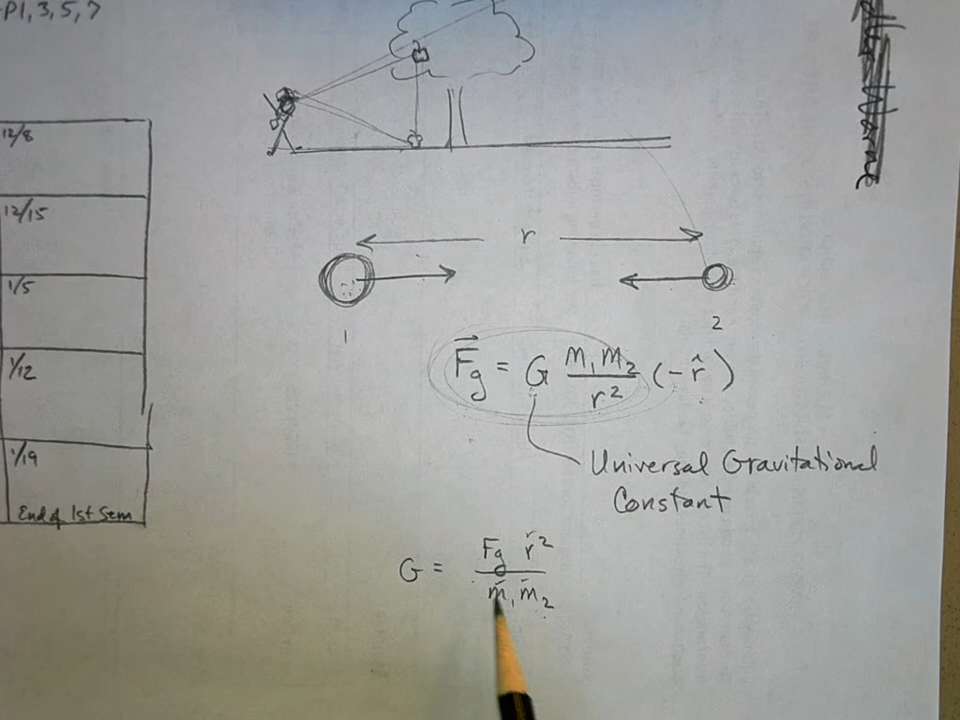 -P1, 3, 5, 7
12/8
12/15
1/5
1/12
1/19
End of 1st Sem
r
1
2
F⃗g = G m₁m₂/r² (-r̂)
Universal Gravitational
Constant
G = Fg r²/m₁m₂